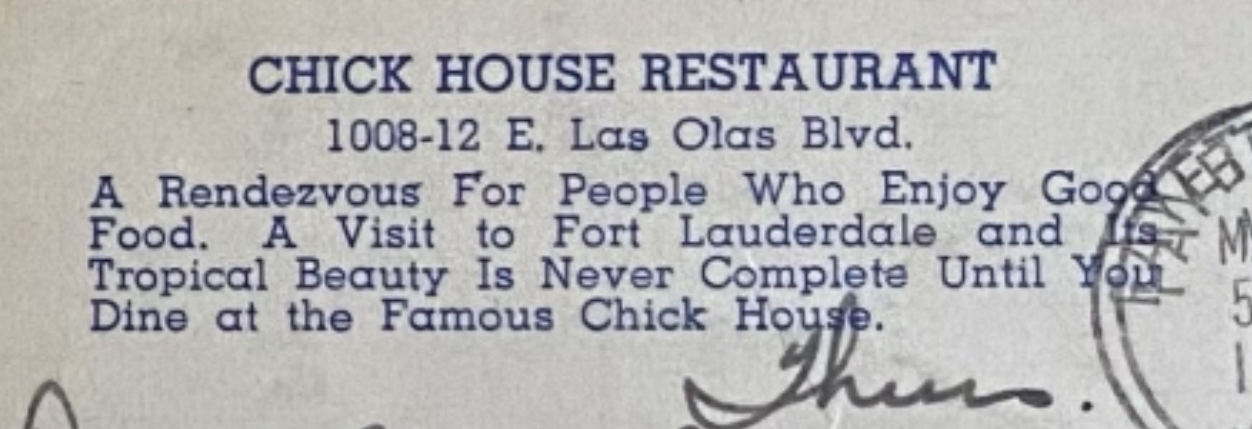 CHICK HOUSE RESTAURANT
1008-12 E. Las Olas Blvd.
A Rendezvous For People Who Enjoy Good
Food. A Visit to Fort Lauderdale and Its
Tropical Beauty Is Never Complete Until You
Dine at the Famous Chick House.
Thurs.